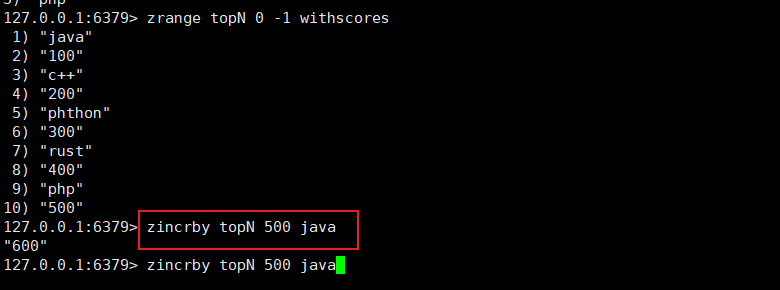 127.0.0.1:6379> zrange topN 0 -1 withscores
1) "java"
2) "100"
3) "c++"
4) "200"
5) "phthon"
6) "300"
7) "rust"
8) "400"
9) "php"
10) "500"
127.0.0.1:6379> zincrby topN 500 java
"600"
127.0.0.1:6379> zincrby topN 500 java